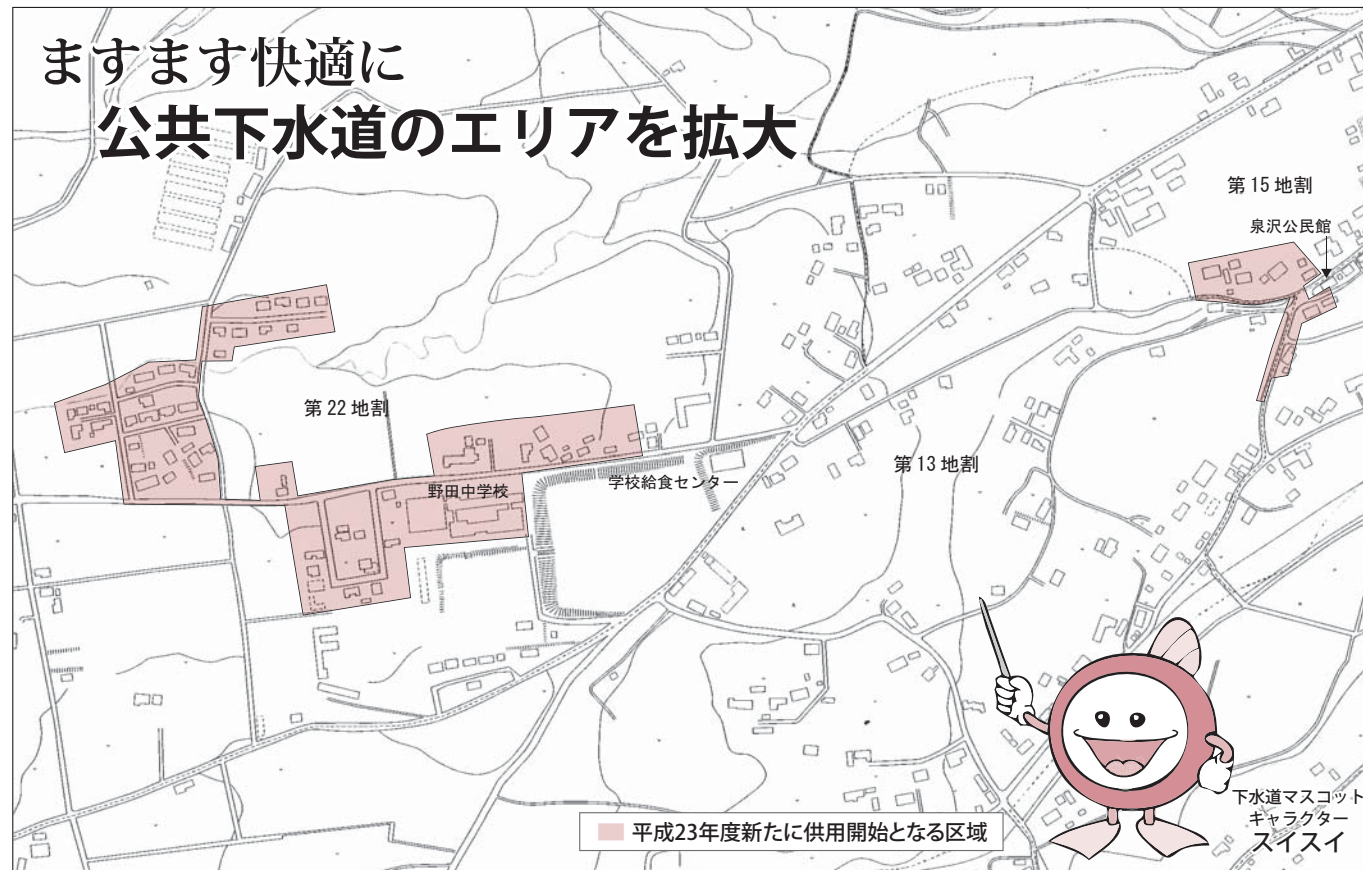 ますます快適に
公共下水道のエリアを拡大
第15地割
泉沢公民館
第22地割
第13地割
野田中学校
学校給食センター
平成23年度新たに供用開始となる区域
下水道マスコット
キャラクター
スイスイ